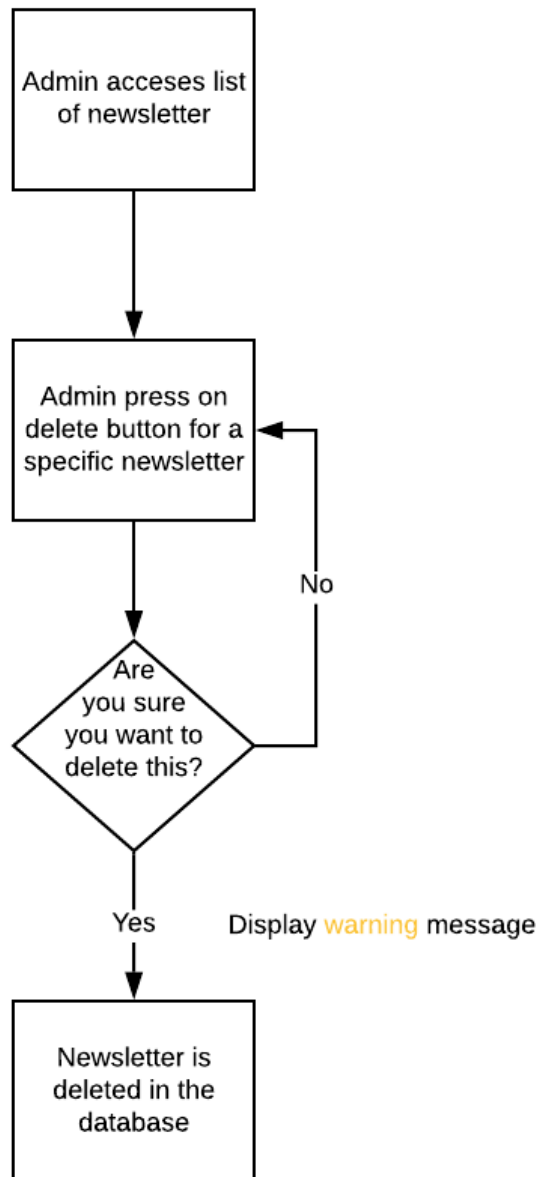 Admin acceses list
of newsletter
Admin press on
delete button for a
specific newsletter
No
Are
you sure
you want to
delete this?
Yes
Display warning message
Newsletter is
deleted in the
database